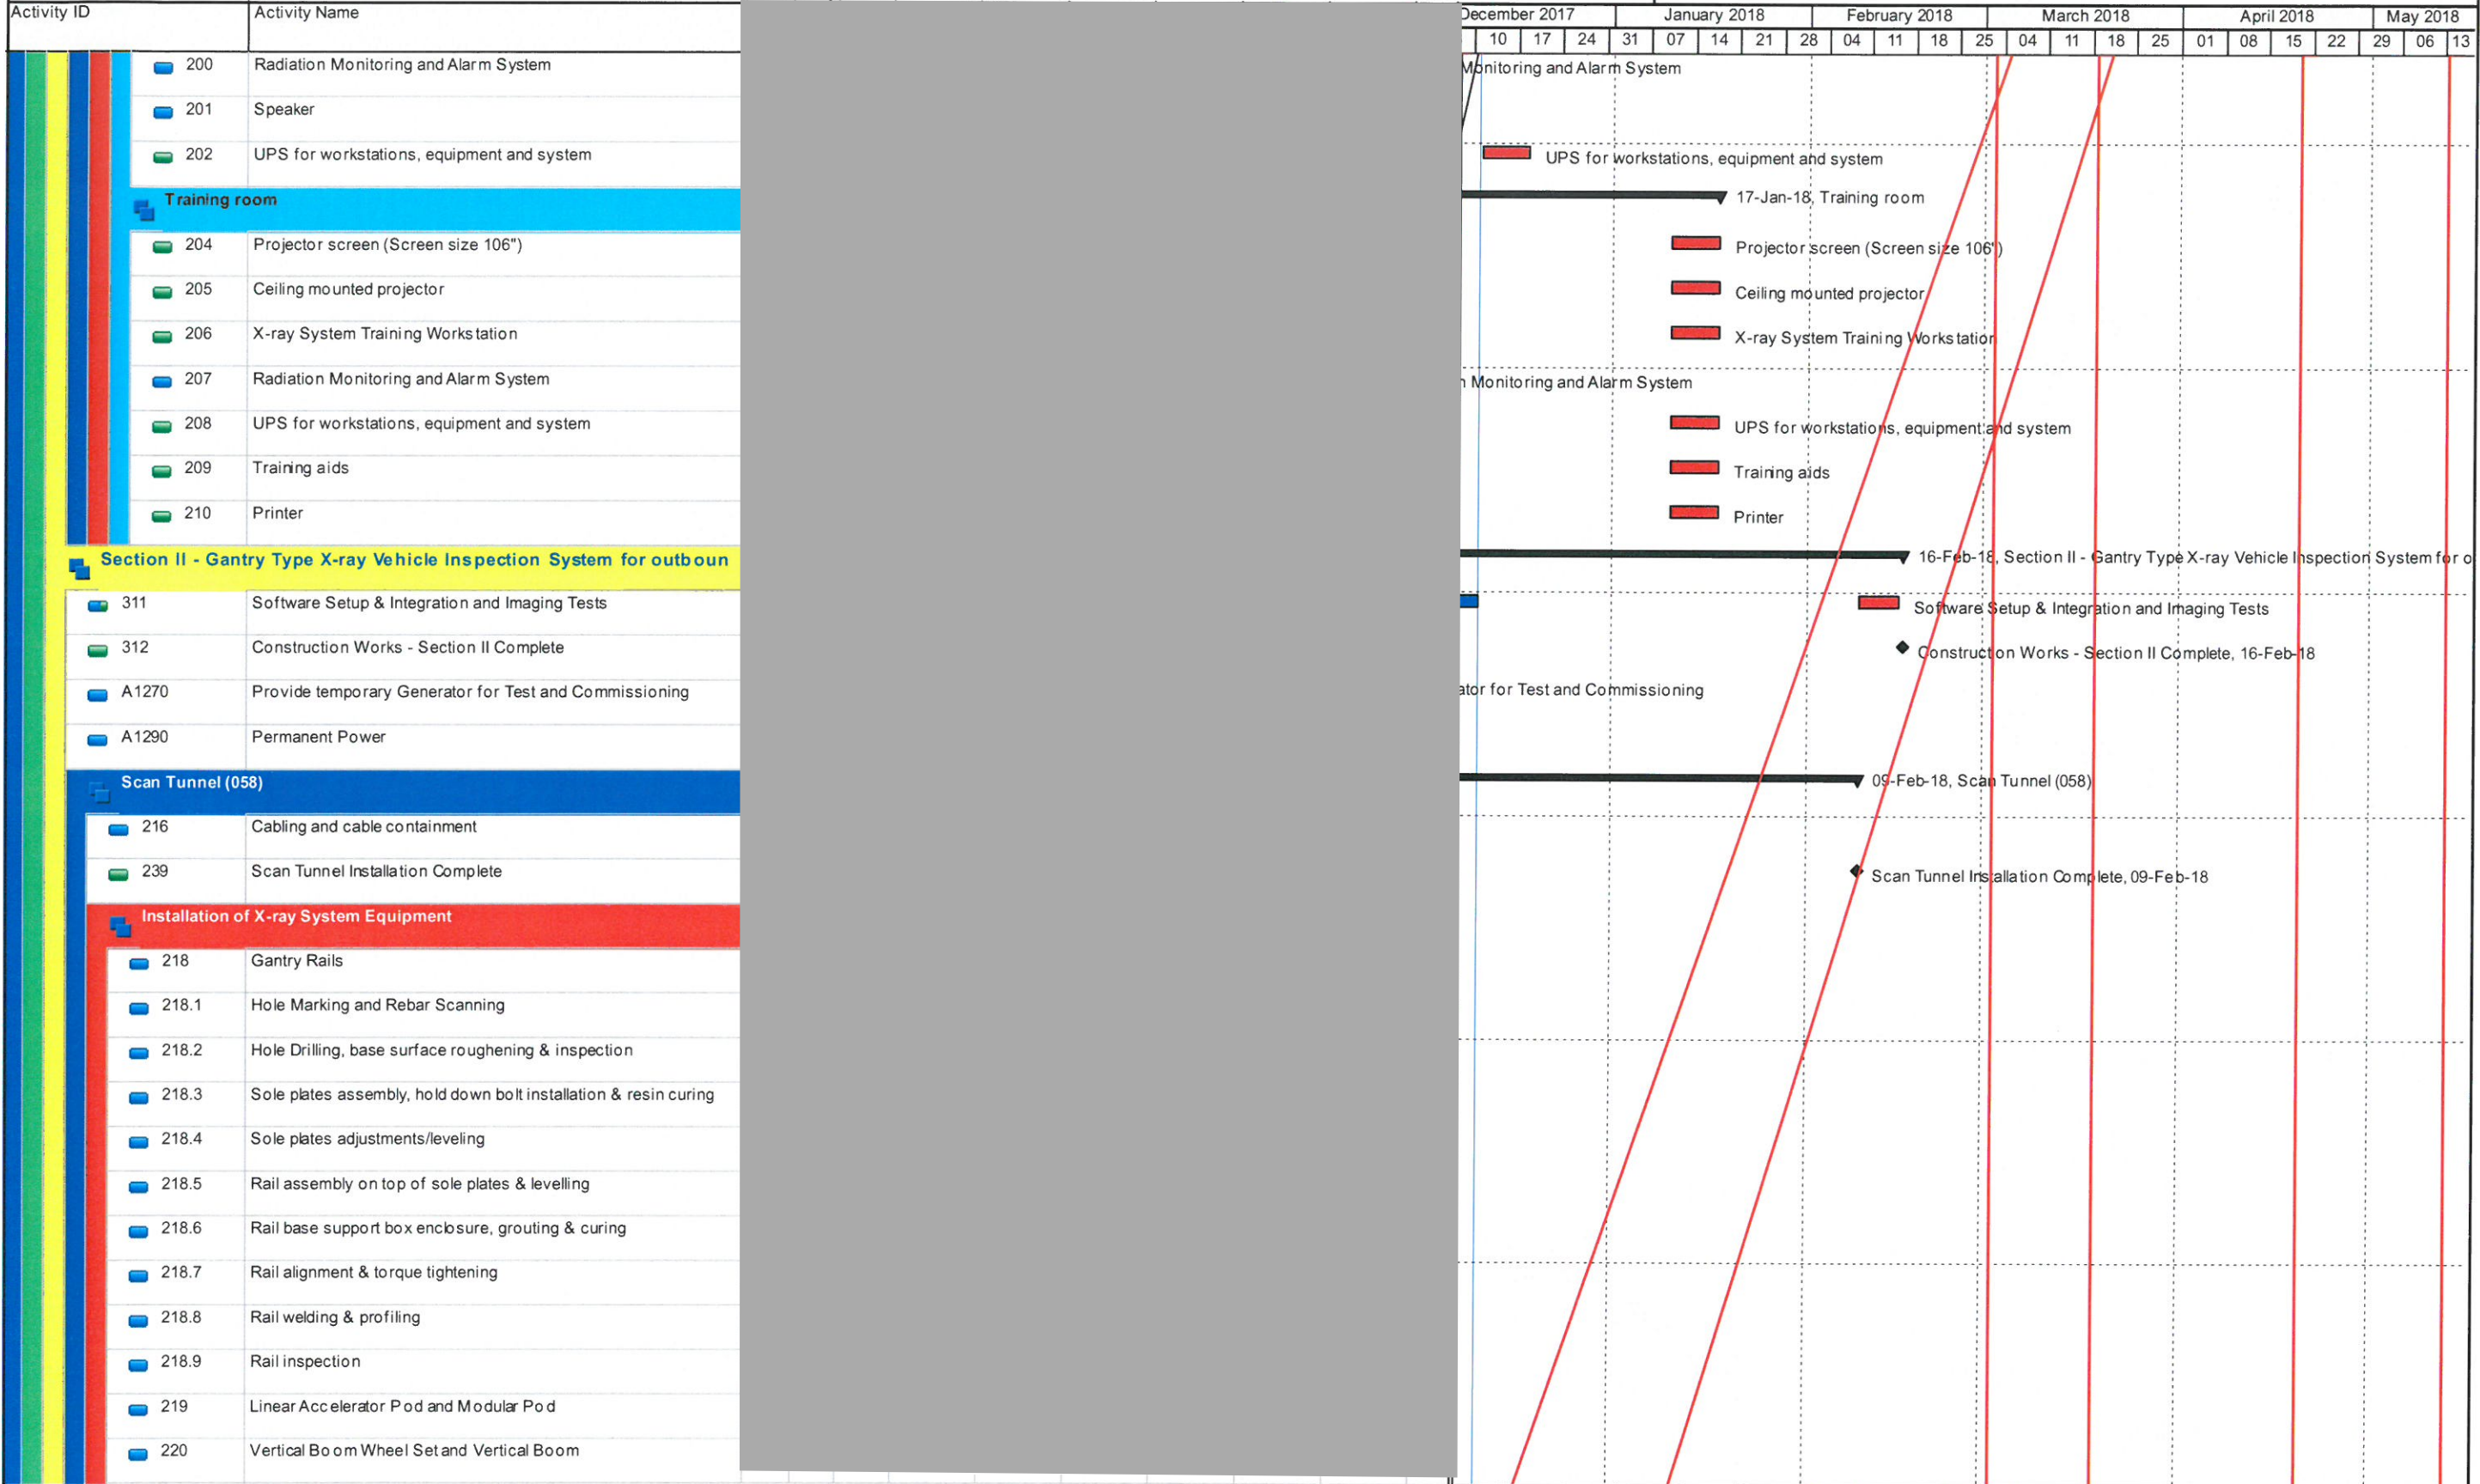 Activity ID Activity Name December 2017 January 2018 February 2018 March 2018 April 2018 May 2018
10 17 24 31 07 14 21 28 04 11 18 25 04 11 18 25 01 08 15 22 29 06 13
200 Radiation Monitoring and Alarm System Monitoring and Alarm System
201 Speaker
202 UPS for workstations, equipment and system UPS for workstations, equipment and system
Training room 17-Jan-18, Training room
204 Projector screen (Screen size 106") Projector screen (Screen size 106")
205 Ceiling mounted projector Ceiling mounted projector
206 X-ray System Training Workstation X-ray System Training Workstation
207 Radiation Monitoring and Alarm System n Monitoring and Alarm System
208 UPS for workstations, equipment and system UPS for workstations, equipment and system
209 Training aids Training aids
210 Printer Printer
Section II - Gantry Type X-ray Vehicle Inspection System for outboun 16-Feb-18, Section II - Gantry Type X-ray Vehicle Inspection System for o
311 Software Setup & Integration and Imaging Tests Software Setup & Integration and Imaging Tests
312 Construction Works - Section II Complete Construction Works - Section II Complete, 16-Feb-18
A1270 Provide temporary Generator for Test and Commissioning ator for Test and Commissioning
A1290 Permanent Power
Scan Tunnel (058) 09-Feb-18, Scan Tunnel (058)
216 Cabling and cable containment
239 Scan Tunnel Installation Complete Scan Tunnel Installation Complete, 09-Feb-18
Installation of X-ray System Equipment
218 Gantry Rails
218.1 Hole Marking and Rebar Scanning
218.2 Hole Drilling, base surface roughening & inspection
218.3 Sole plates assembly, hold down bolt installation & resin curing
218.4 Sole plates adjustments/leveling
218.5 Rail assembly on top of sole plates & levelling
218.6 Rail base support box enclosure, grouting & curing
218.7 Rail alignment & torque tightening
218.8 Rail welding & profiling
218.9 Rail inspection
219 Linear Accelerator Pod and Modular Pod
220 Vertical Boom Wheel Set and Vertical Boom